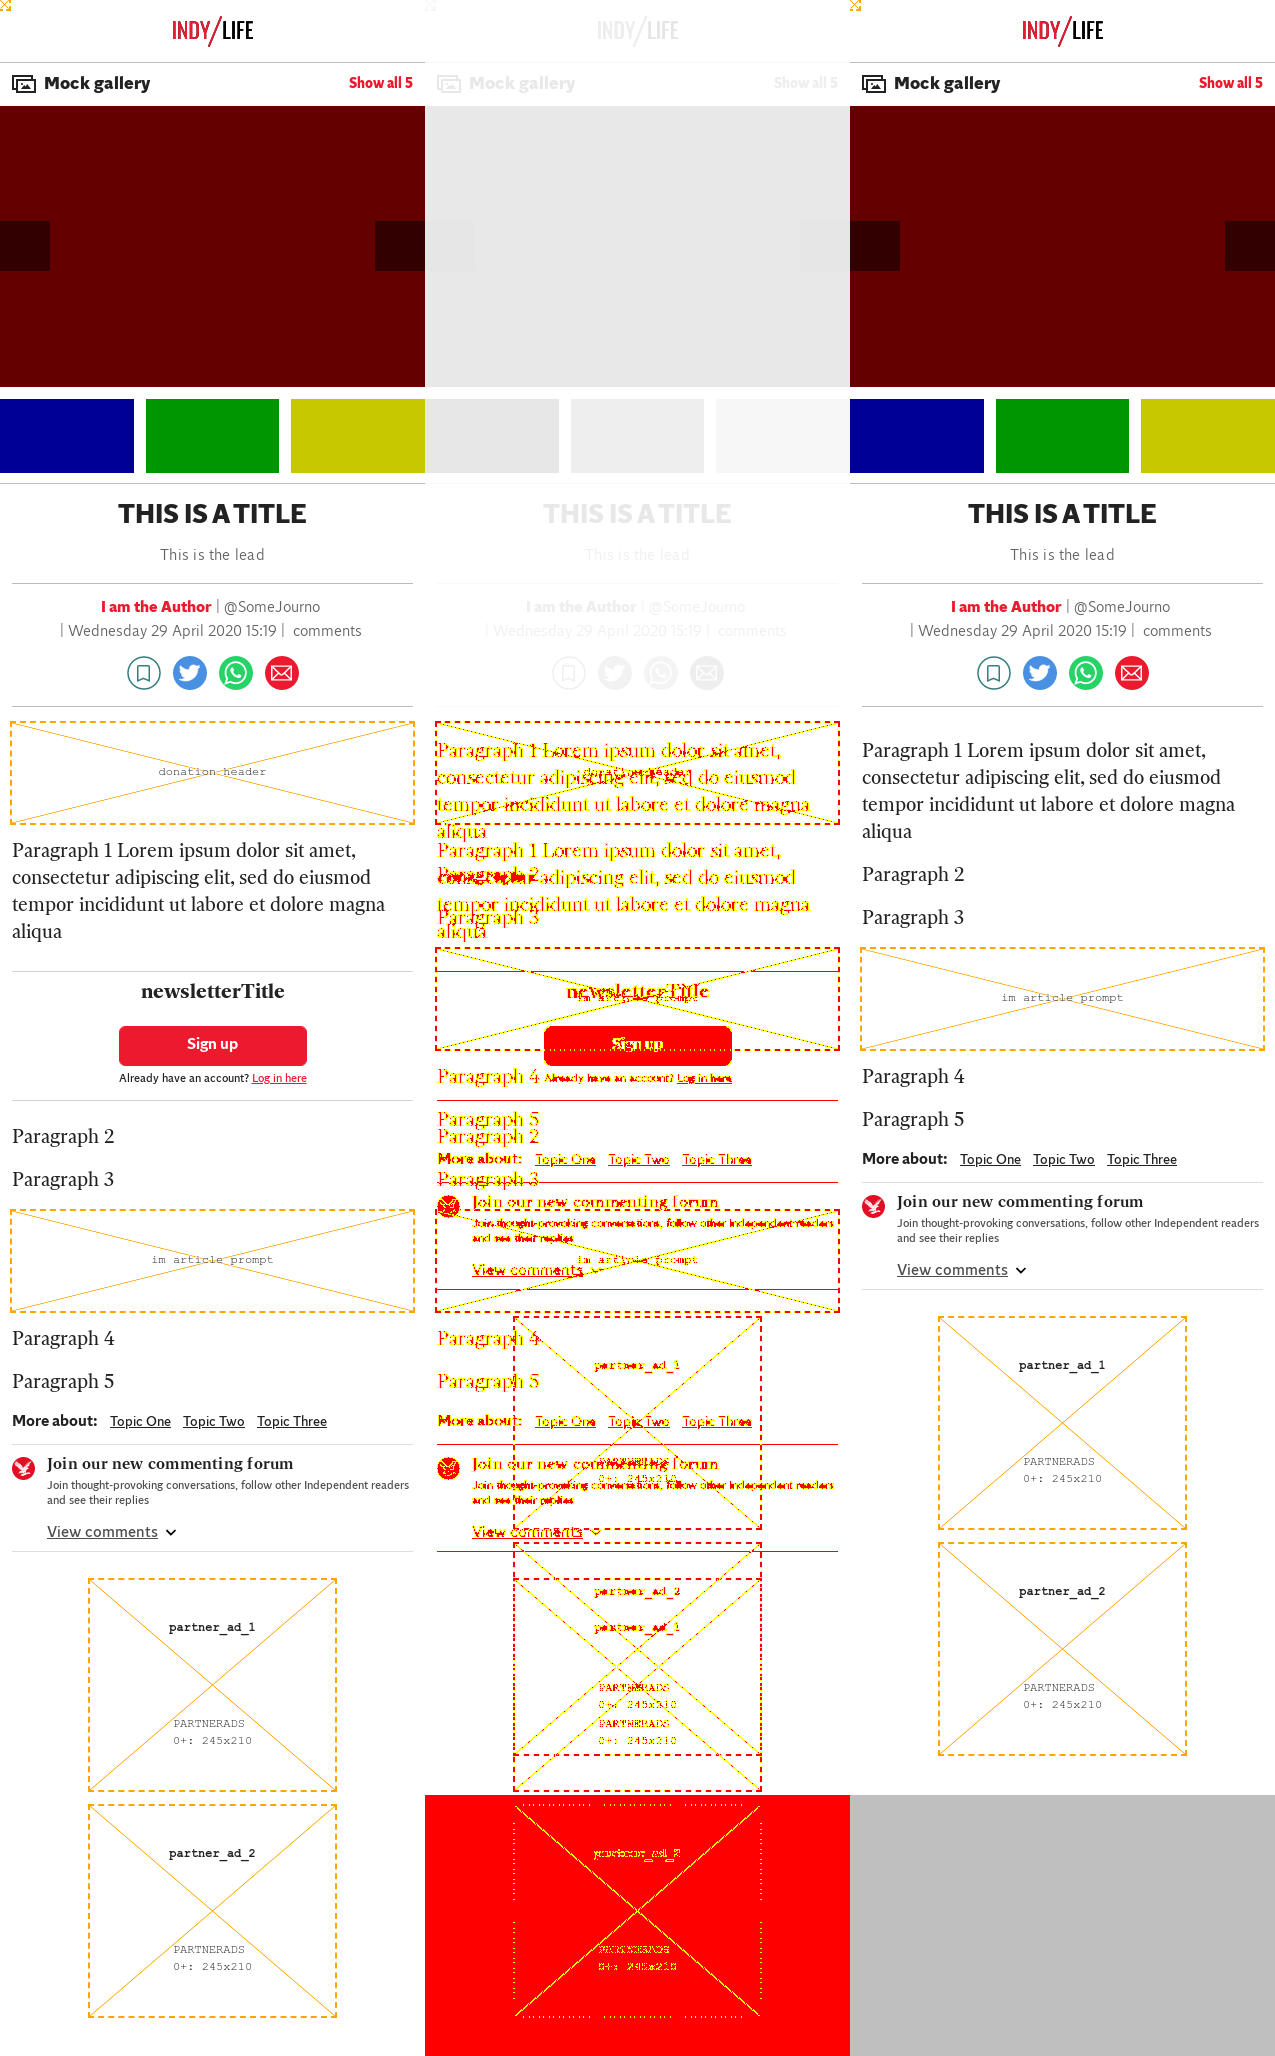 INDY/LIFE
Mock gallery
Show all 5
THIS IS A TITLE
This is the lead
I am the Author | @SomeJourno
| Wednesday 29 April 2020 15:19 | comments
donation header
Paragraph 1 Lorem ipsum dolor sit amet,
consectetur adipiscing elit, sed do eiusmod
tempor incididunt ut labore et dolore magna
aliqua
newsletterTitle
Sign up
Already have an account? Log in here
Paragraph 2
Paragraph 3
im article prompt
Paragraph 4
Paragraph 5
More about: Topic One Topic Two Topic Three
Join our new commenting forum
Join thought-provoking conversations, follow other Independent readers
and see their replies
View comments
partner_ad_1
PARTNERADS
0+: 245x210
partner_ad_2
PARTNERADS
0+: 245x210
INDY/LIFE
Mock gallery
Show all 5
THIS IS A TITLE
This is the lead
I am the Author | @SomeJourno
| Wednesday 29 April 2020 15:19 | comments
Paragraph 1 Lorem ipsum dolor sit amet,
consectetur adipiscing elit, sed do eiusmod
tempor incididunt ut labore et dolore magna
aliqua
Paragraph 1 Lorem ipsum dolor sit amet,
Paragraph 2
consectetur adipiscing elit, sed do eiusmod
tempor incididunt ut labore et dolore magna
Paragraph 3
aliqua
newsletterTitle
im article prompt
Sign up
Paragraph 4
Already have an account? Log in here
Paragraph 5
Paragraph 2
More about: Topic One Topic Two Topic Three
Paragraph 3
Join our new commenting forum
Join thought-provoking conversations, follow other Independent readers
and see their replies
im article prompt
View comments
Paragraph 4
partner_ad_1
Paragraph 5
More about: Topic One Topic Two Topic Three
Join our new commenting forum
PARTNERADS
0+: 245x210
Join thought-provoking conversations, follow other Independent readers
and see their replies
View comments
partner_ad_2
partner_ad_1
PARTNERADS
0+: 245x210
PARTNERADS
0+: 245x210
partner_ad_2
PARTNERADS
0+: 245x210
INDY/LIFE
Mock gallery
Show all 5
THIS IS A TITLE
This is the lead
I am the Author | @SomeJourno
| Wednesday 29 April 2020 15:19 | comments
Paragraph 1 Lorem ipsum dolor sit amet,
consectetur adipiscing elit, sed do eiusmod
tempor incididunt ut labore et dolore magna
aliqua
Paragraph 2
Paragraph 3
im article prompt
Paragraph 4
Paragraph 5
More about: Topic One Topic Two Topic Three
Join our new commenting forum
Join thought-provoking conversations, follow other Independent readers
and see their replies
View comments
partner_ad_1
PARTNERADS
0+: 245x210
partner_ad_2
PARTNERADS
0+: 245x210